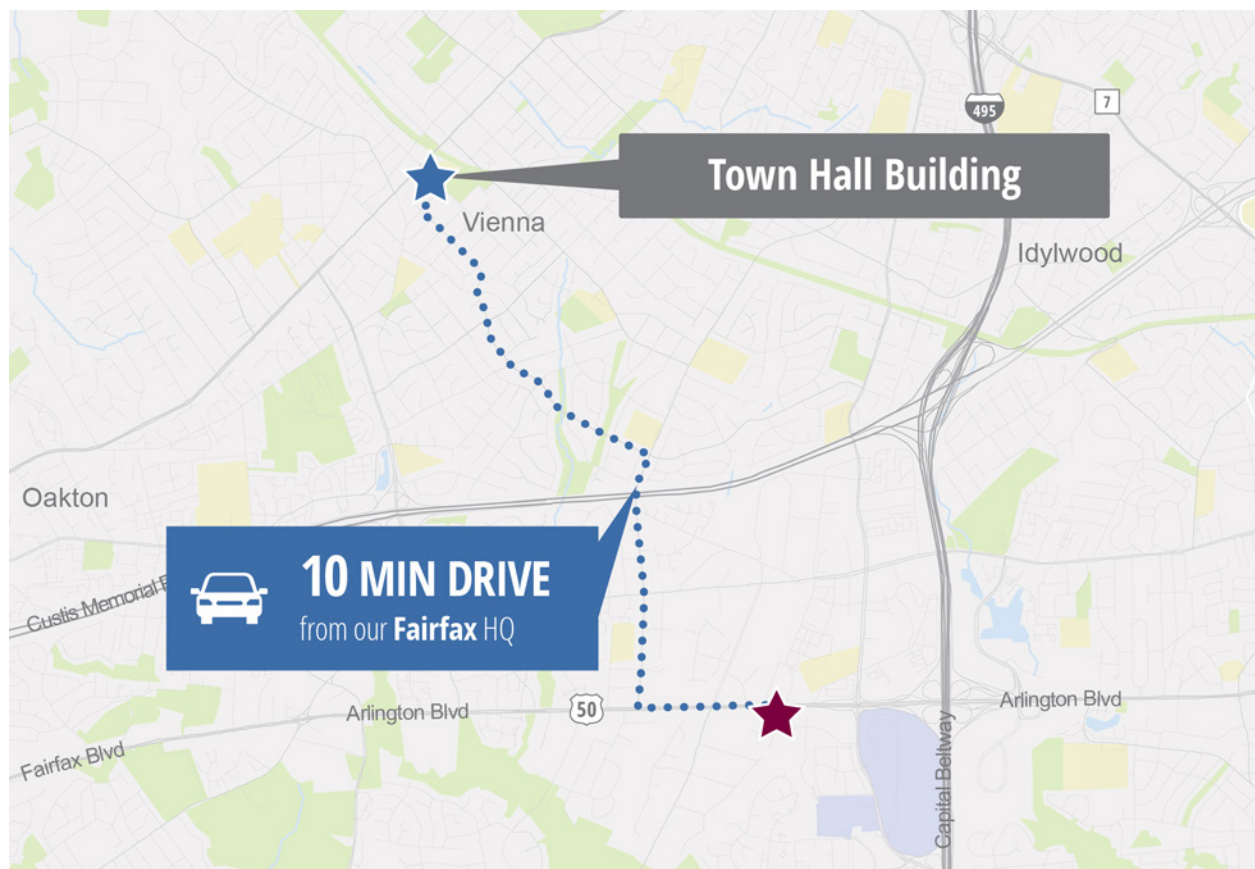 495
7
Town Hall Building
Vienna
Idylwood
Oakton
10 MIN DRIVE
from our Fairfax HQ
Custis Memorial
Arlington Blvd
50
Arlington Blvd
Fairfax Blvd
Capital Beltway